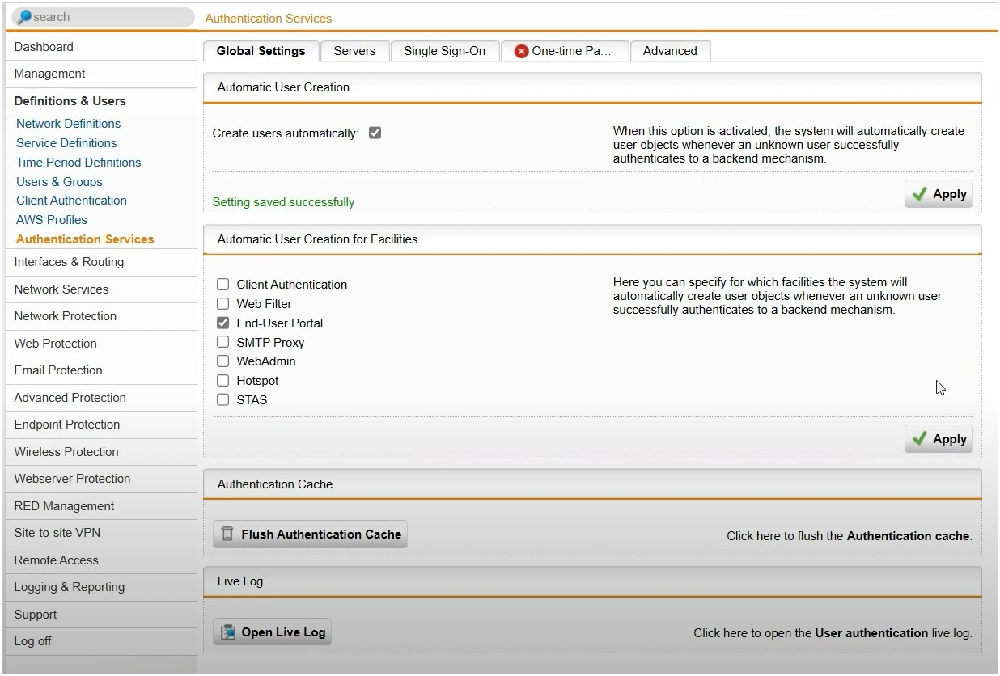 search
Authentication Services
Dashboard
Management
Definitions & Users
Network Definitions
Service Definitions
Time Period Definitions
Users & Groups
Client Authentication
AWS Profiles
Authentication Services
Interfaces & Routing
Network Services
Network Protection
Web Protection
Email Protection
Advanced Protection
Endpoint Protection
Wireless Protection
Webserver Protection
RED Management
Site-to-site VPN
Remote Access
Logging & Reporting
Support
Log off
Global Settings
Servers
Single Sign-On
One-time Pa...
Advanced
Automatic User Creation
Create users automatically:
When this option is activated, the system will automatically create
user objects whenever an unknown user successfully
authenticates to a backend mechanism.
Setting saved successfully
Apply
Automatic User Creation for Facilities
Client Authentication
Web Filter
End-User Portal
SMTP Proxy
WebAdmin
Hotspot
STAS
Here you can specify for which facilities the system will
automatically create user objects whenever an unknown user
successfully authenticates to a backend mechanism.
Apply
Authentication Cache
Flush Authentication Cache
Click here to flush the Authentication cache.
Live Log
Open Live Log
Click here to open the User authentication live log.